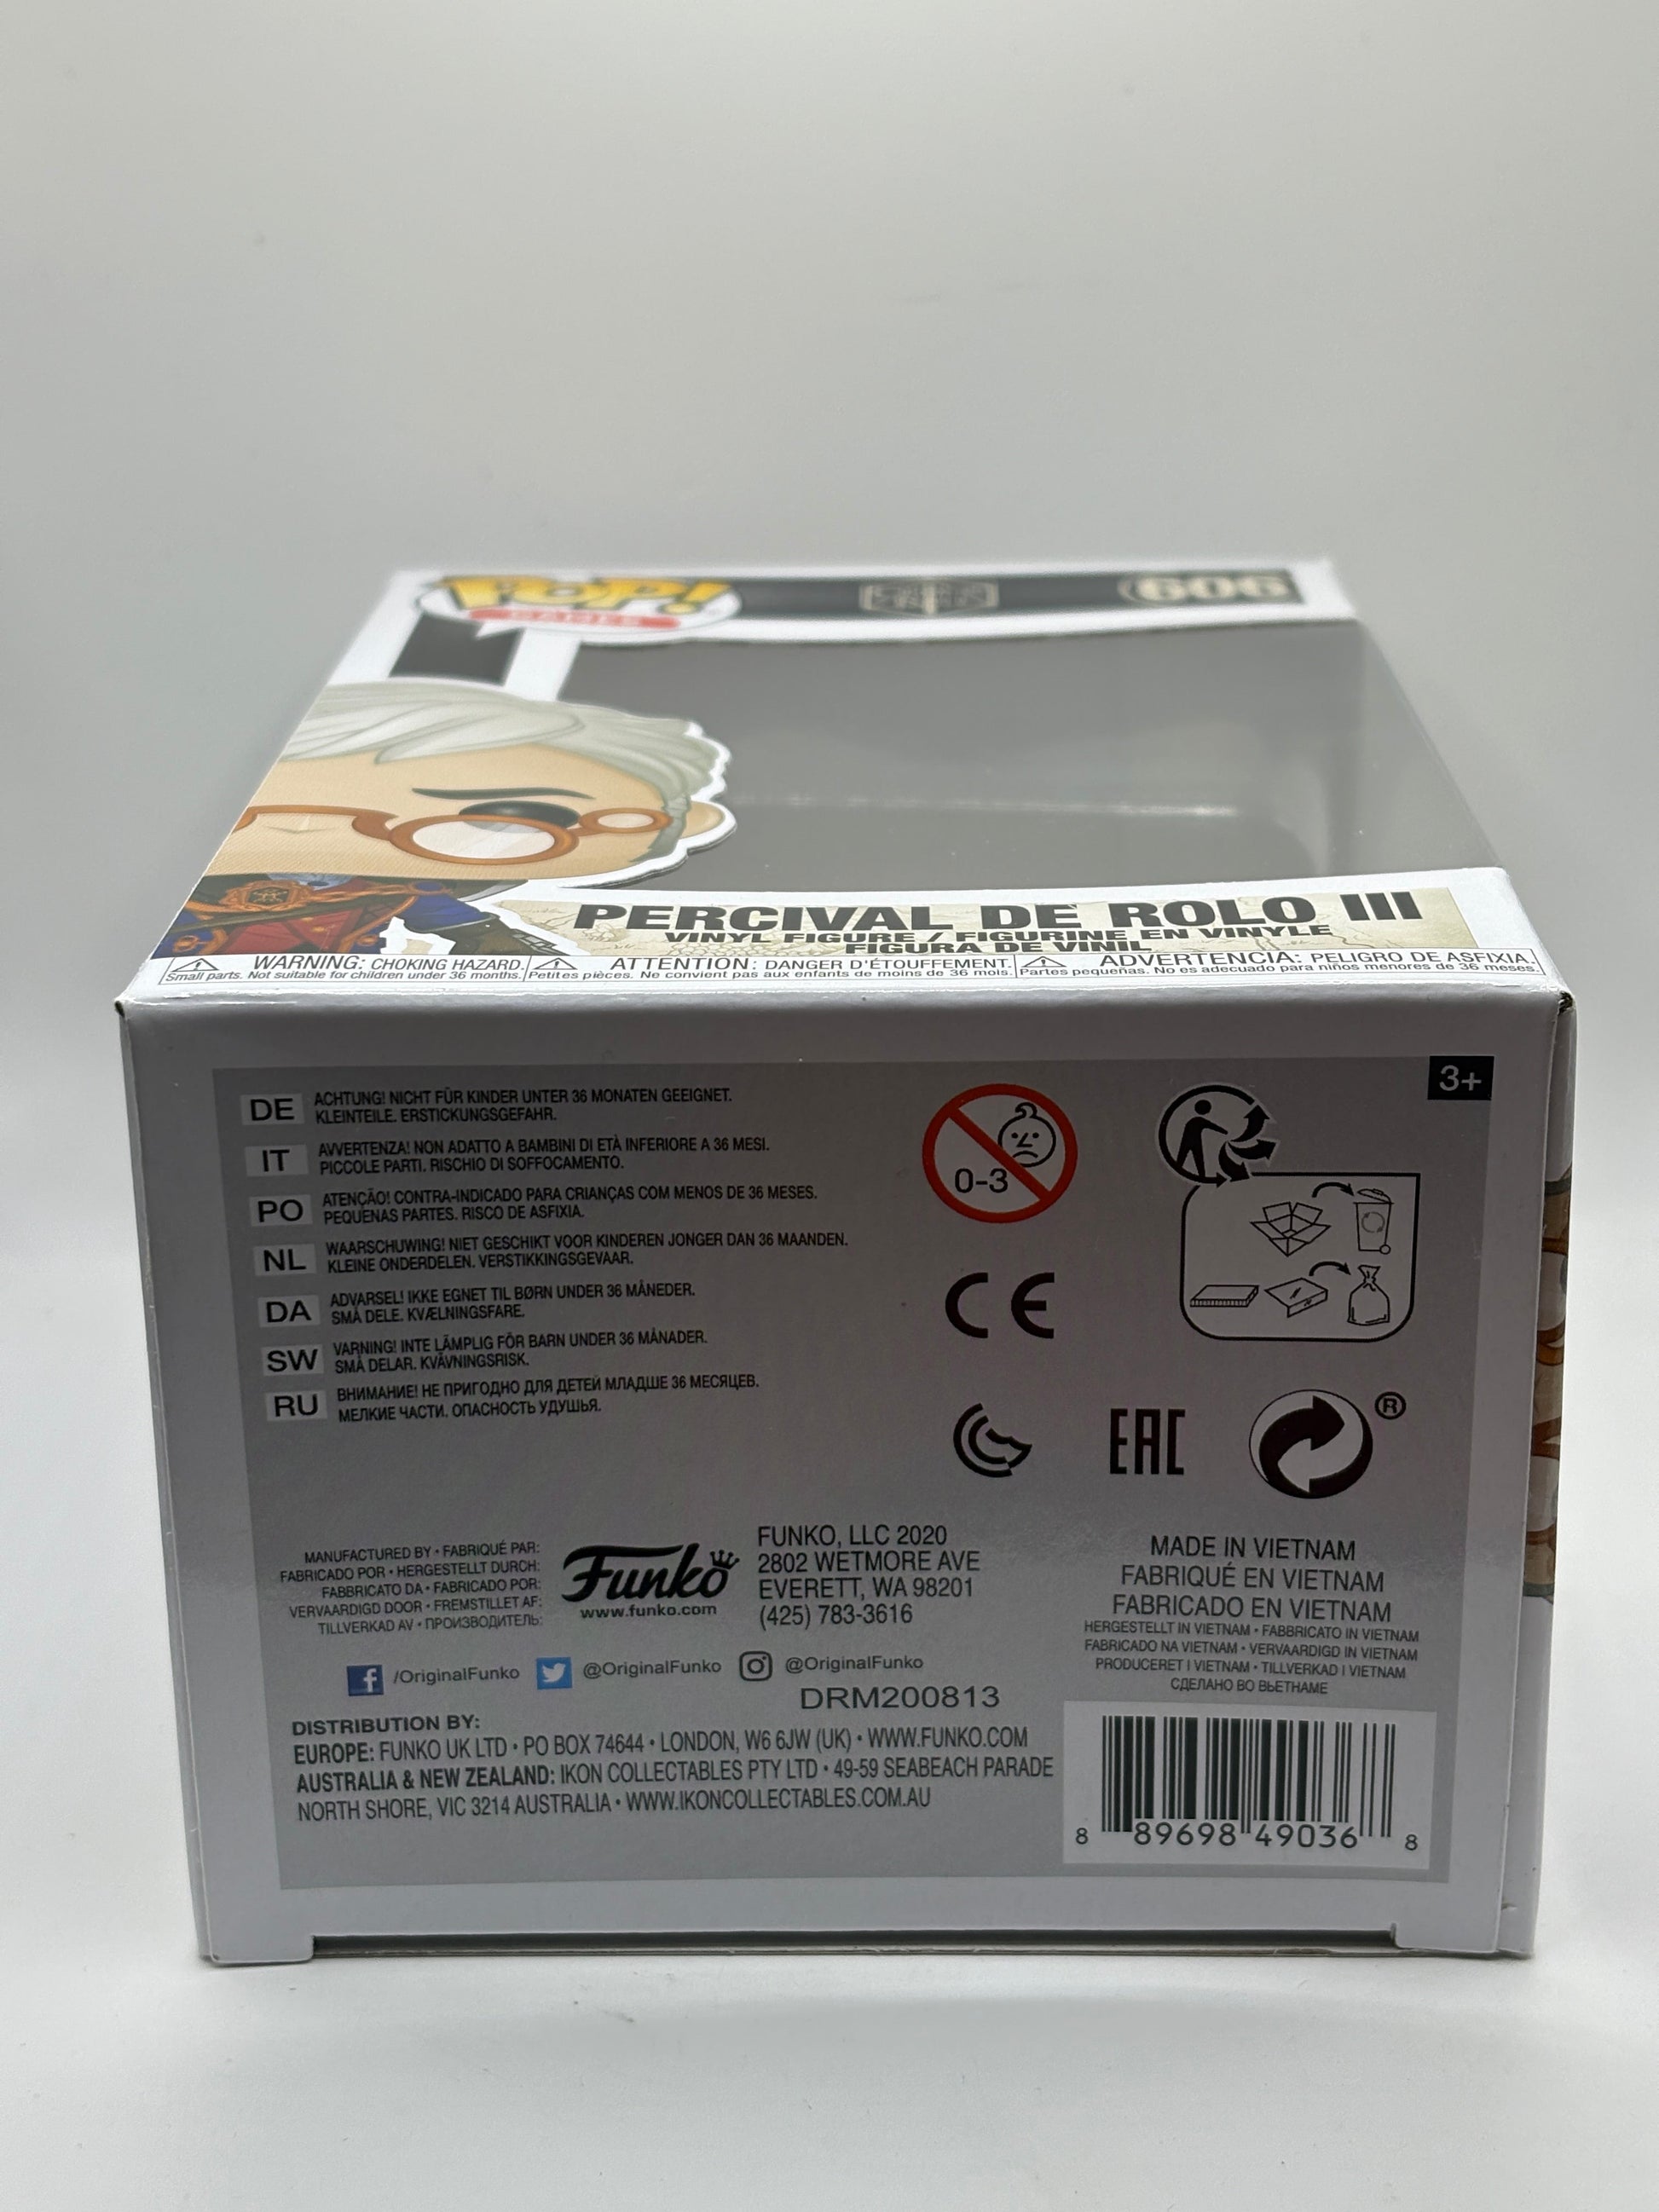 POP!
GAMES
606
PERCIVAL DE ROLO III
VINYL FIGURE / FIGURINE EN VINYLE
FIGURA DE VINIL
WARNING: CHOKING HAZARD.
Small parts. Not suitable for children under 36 months.
ATTENTION: DANGER D'ÉTOUFFEMENT.
Petites pièces. Ne convient pas aux enfants de moins de 36 mois.
ADVERTENCIA: PELIGRO DE ASFIXIA.
Partes pequeñas. No es adecuado para niños menores de 36 meses.
3+
DE ACHTUNG! NICHT FÜR KINDER UNTER 36 MONATEN GEEIGNET.
KLEINTEILE. ERSTICKUNGSGEFAHR.
IT AVVERTENZA! NON ADATTO A BAMBINI DI ETÀ INFERIORE A 36 MESI.
PICCOLE PARTI. RISCHIO DI SOFFOCAMENTO.
PO ATENÇÃO! CONTRA-INDICADO PARA CRIANÇAS COM MENOS DE 36 MESES.
PEQUENAS PARTES. RISCO DE ASFIXIA.
NL WAARSCHUWING! NIET GESCHIKT VOOR KINDEREN JONGER DAN 36 MAANDEN.
KLEINE ONDERDELEN. VERSTIKKINGSGEVAAR.
DA ADVARSEL! IKKE EGNET TIL BØRN UNDER 36 MÅNEDER.
SMÅ DELE. KVÆLNINGSFARE.
SW VARNING! INTE LÄMPLIG FÖR BARN UNDER 36 MÅNADER.
SMÅ DELAR. KVÄVNINGSRISK.
RU ВНИМАНИЕ! НЕ ПРИГОДНО ДЛЯ ДЕТЕЙ МЛАДШЕ 36 МЕСЯЦЕВ.
МЕЛКИЕ ЧАСТИ. ОПАСНОСТЬ УДУШЬЯ.
0-3
CE
EAC
®
MANUFACTURED BY • FABRIQUÉ PAR:
FABRICADO POR • HERGESTELLT DURCH:
FABBRICATO DA • FABRICADO POR:
VERVAARDIGD DOOR • FREMSTILLET AF:
TILLVERKAD AV • ПРОИЗВОДИТЕЛЬ:
Funko
www.funko.com
FUNKO, LLC 2020
2802 WETMORE AVE
EVERETT, WA 98201
(425) 783-3616
MADE IN VIETNAM
FABRIQUÉ EN VIETNAM
FABRICADO EN VIETNAM
HERGESTELLT IN VIETNAM • FABBRICATO IN VIETNAM
FABRICADO NA VIETNAM • VERVAARDIGD IN VIETNAM
PRODUCERET I VIETNAM • TILLVERKAD I VIETNAM
СДЕЛАНО ВО ВЬЕТНАМЕ
f /OriginalFunko @OriginalFunko @OriginalFunko
DRM200813
DISTRIBUTION BY:
EUROPE: FUNKO UK LTD • PO BOX 74644 • LONDON, W6 6JW (UK) • WWW.FUNKO.COM
AUSTRALIA & NEW ZEALAND: IKON COLLECTABLES PTY LTD • 49-59 SEABEACH PARADE
NORTH SHORE, VIC 3214 AUSTRALIA • WWW.IKONCOLLECTABLES.COM.AU
8 89698 49036 8